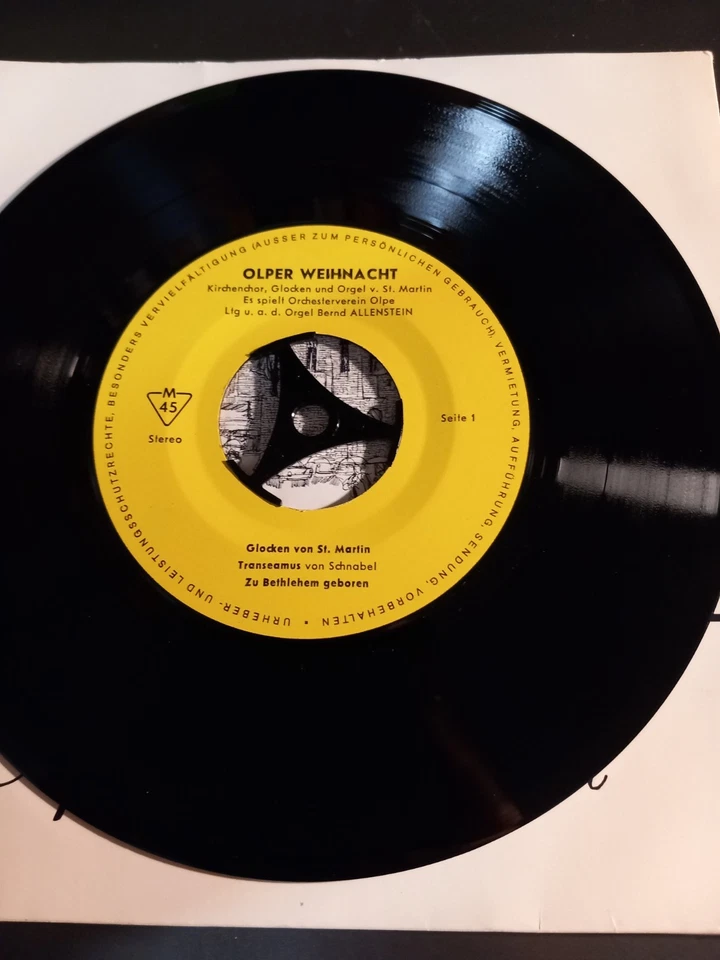 OLPER WEIHNACHT
Kirchenchor, Glocken und Orgel v. St. Martin
Es spielt Orchesterverein Olpe
Ltg u. a. d. Orgel Bernd ALLENSTEIN
M
45
Stereo
Seite 1
Glocken von St. Martin
Transeamus von Schnabel
Zu Bethlehem geboren
URHEBER- UND LEISTUNGSSCHUTZRECHTE, BESONDERS VERVIELFÄLTIGUNG (AUSSER ZUM PERSÖNLICHEN GEBRAUCH), VERMIETUNG, AUFFÜHRUNG, SENDUNG, VORBEHALTEN •